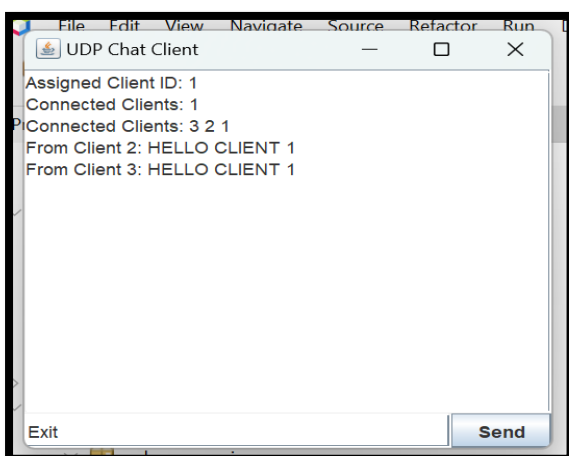 File Edit View Navigate Source Refactor Run
UDP Chat Client
Assigned Client ID: 1
Connected Clients: 1
Connected Clients: 3 2 1
From Client 2: HELLO CLIENT 1
From Client 3: HELLO CLIENT 1
Exit
Send